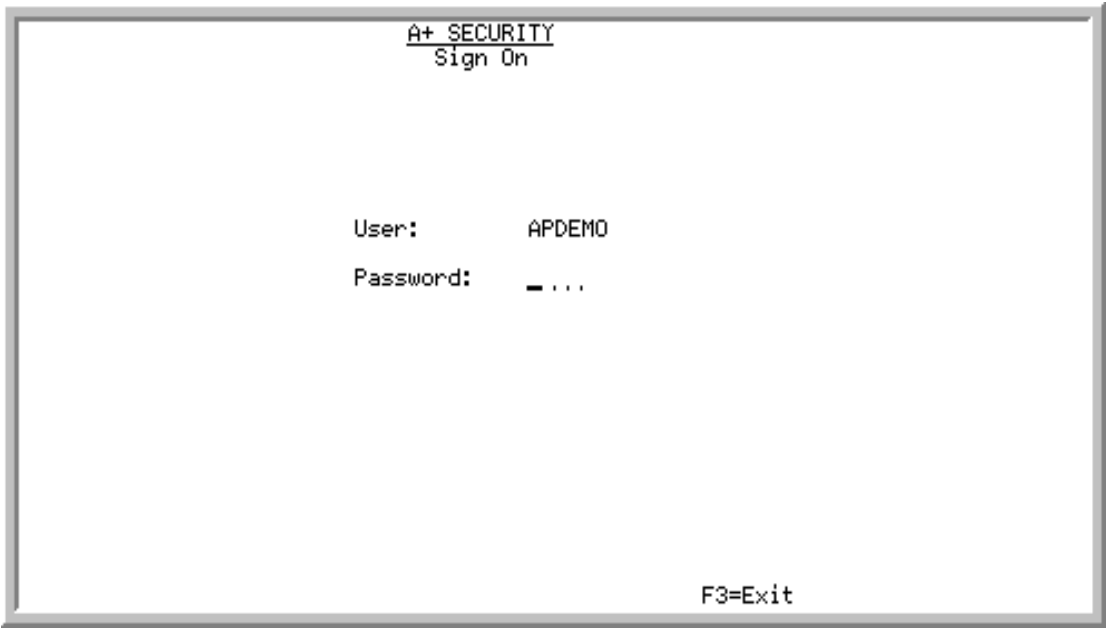 A+ SECURITY
Sign On
User: APDEMO
Password: _...
F3=Exit